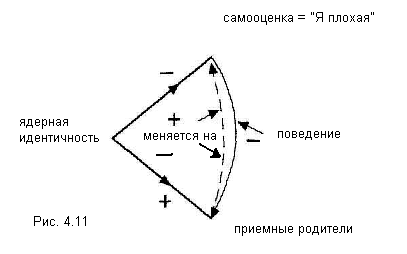 самооценка = "Я плохая"
−
+
ядерная
идентичность
меняется на
поведение
−
−
+
Рис. 4.11
приемные родители